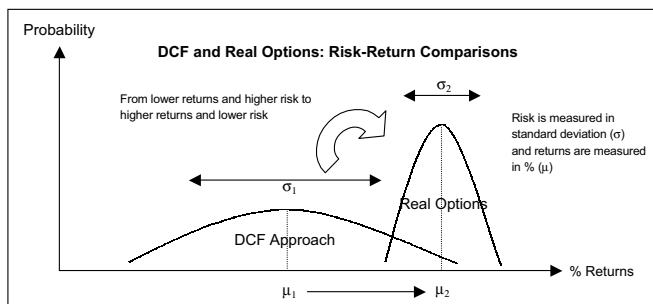 Probability
DCF and Real Options: Risk-Return Comparisons
σ2
From lower returns and higher risk to
higher returns and lower risk
Risk is measured in
standard deviation (σ)
and returns are measured
in % (μ)
σ1
Real Options
DCF Approach
% Returns
μ1
μ2